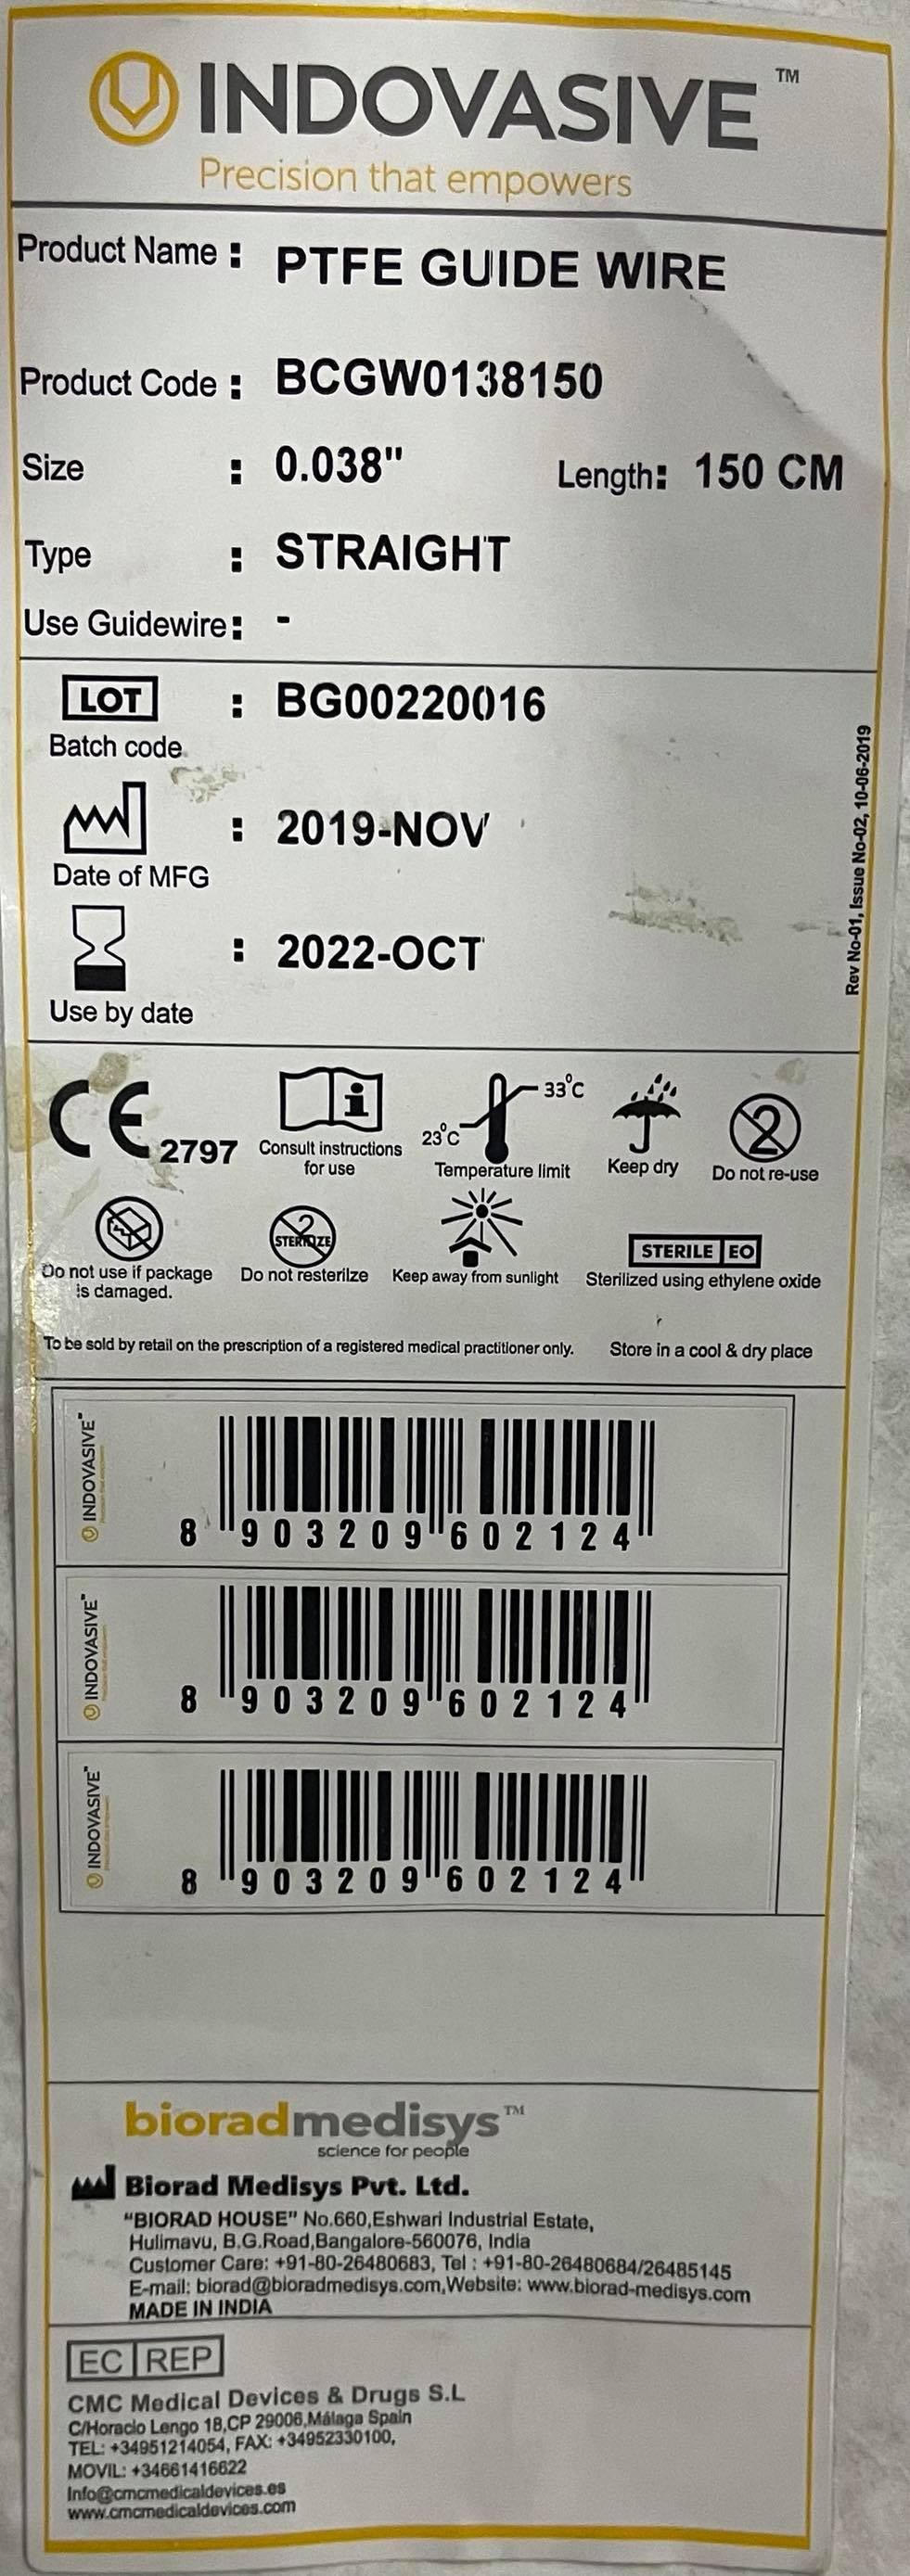 INDOVASIVE™
Precision that empowers
Product Name : PTFE GUIDE WIRE
Product Code : BCGW0138150
Size : 0.038" Length: 150 CM
Type : STRAIGHT
Use Guidewire: -
LOT : BG00220016
Batch code
: 2019-NOV
Date of MFG
: 2022-OCT
Use by date
Rev No-01, Issue No-02, 10-06-2019
CE 2797
Consult instructions
for use
23°C 33°C
Temperature limit
Keep dry
2
Do not re-use
Do not use if package
is damaged.
2
STERILIZE
Do not resterilze
Keep away from sunlight
STERILE EO
Sterilized using ethylene oxide
To be sold by retail on the prescription of a registered medical practitioner only. Store in a cool & dry place
INDOVASIVE™
8 903209 602124
INDOVASIVE™
8 903209 602124
INDOVASIVE™
8 903209 602124
bioradmedisys™
science for people
Biorad Medisys Pvt. Ltd.
"BIORAD HOUSE" No.660,Eshwari Industrial Estate,
Hulimavu, B.G.Road,Bangalore-560076, India
Customer Care: +91-80-26480683, Tel : +91-80-26480684/26485145
E-mail: biorad@bioradmedisys.com,Website: www.biorad-medisys.com
MADE IN INDIA
EC REP
CMC Medical Devices & Drugs S.L
C/Horacio Lengo 18,CP 29006,Málaga Spain
TEL: +34951214054, FAX: +34952330100,
MOVIL: +34661416622
Info@cmcmedicaldevices.es
www.cmcmedicaldevices.com